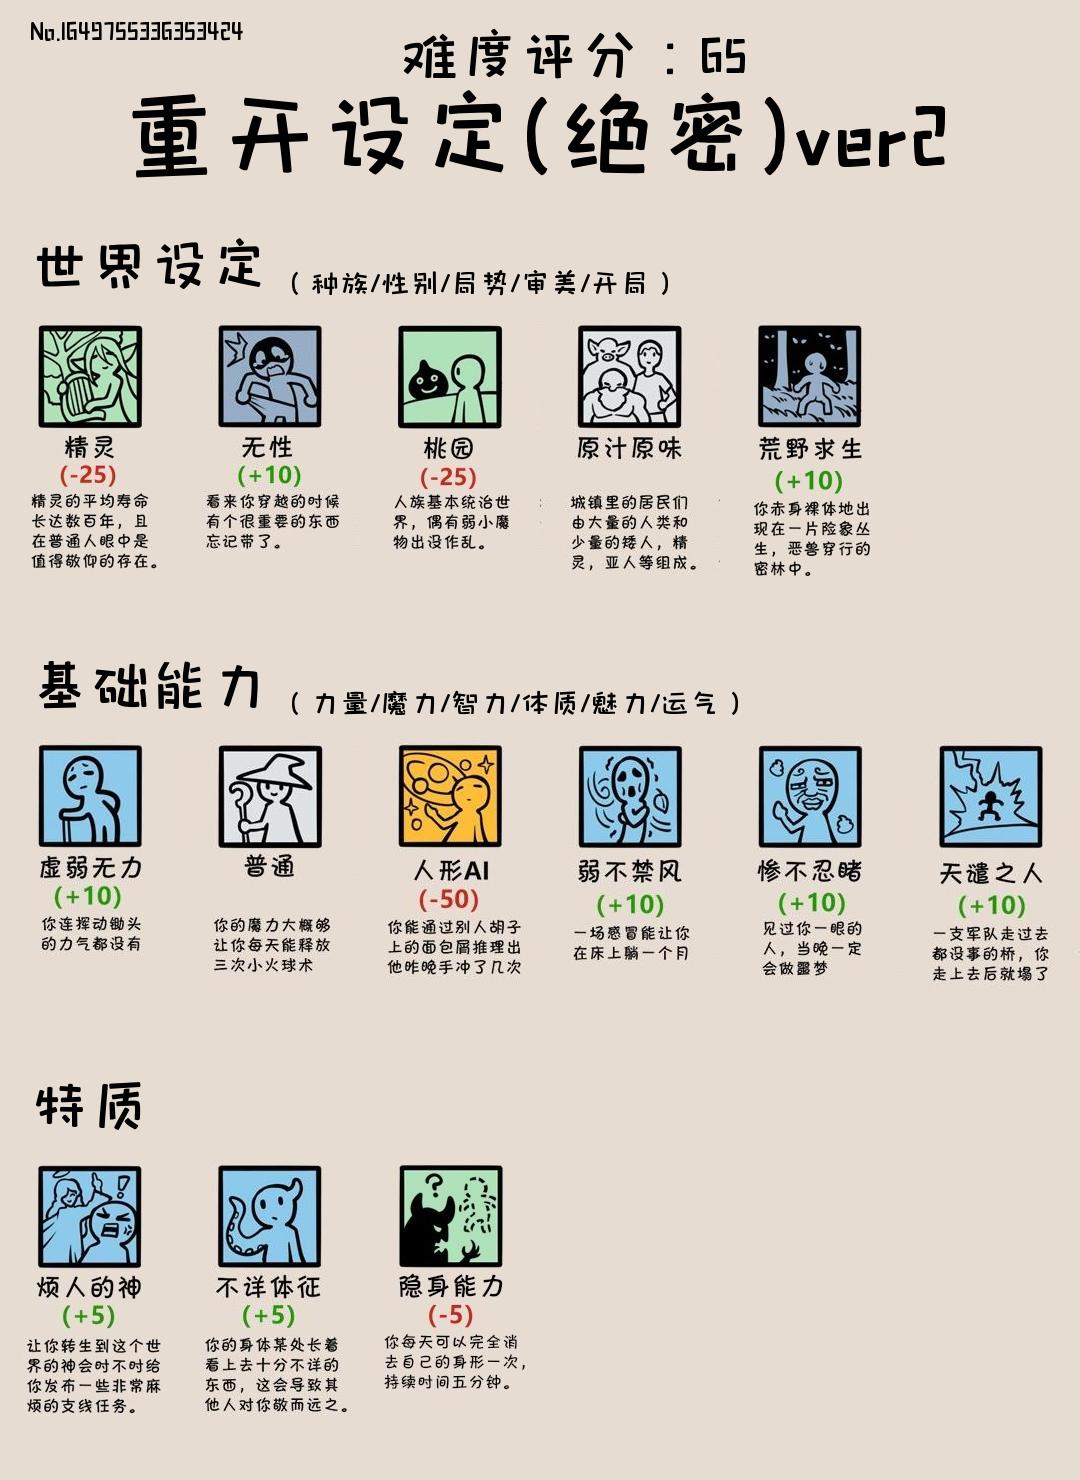 No.1649755336353424
难度评分：65
重开设定(绝密)ver2
世界设定 (种族/性别/局势/审美/开局)
精灵
(-25)
精灵的平均寿命
长达数百年，且
在普通人眼中是
值得敬仰的存在。
无性
(+10)
看来你穿越的时候
有个很重要的东西
忘记带了。
桃园
(-25)
人族基本统治世
界，偶有弱小魔
物出没作乱。
原汁原味
城镇里的居民们
由大量的人类和
少量的矮人，精
灵，亚人等组成。
荒野求生
(+10)
你赤身裸体地出
现在一片险象丛
生，恶兽穿行的
密林中。
基础能力 (力量/魔力/智力/体质/魅力/运气)
虚弱无力
(+10)
你连挥动锄头
的力气都没有
普通
你的魔力大概够
让你每天能释放
三次小火球术
人形AI
(-50)
你能通过别人胡子
上的面包屑推理出
他昨晚手冲了几次
弱不禁风
(+10)
一场感冒能让你
在床上躺一个月
惨不忍睹
(+10)
见过你一眼的
人，当晚一定
会做噩梦
天谴之人
(+10)
一支军队走过去
都没事的桥，你
走上去后就塌了
特质
烦人的神
(+5)
让你转生到这个世
界的神会时不时给
你发布一些非常麻
烦的支线任务。
不详体征
(+5)
你的身体某处长着
看上去十分不详的
东西，这会导致其
他人对你敬而远之。
隐身能力
(-5)
你每天可以完全消
去自己的身形一次，
持续时间五分钟。